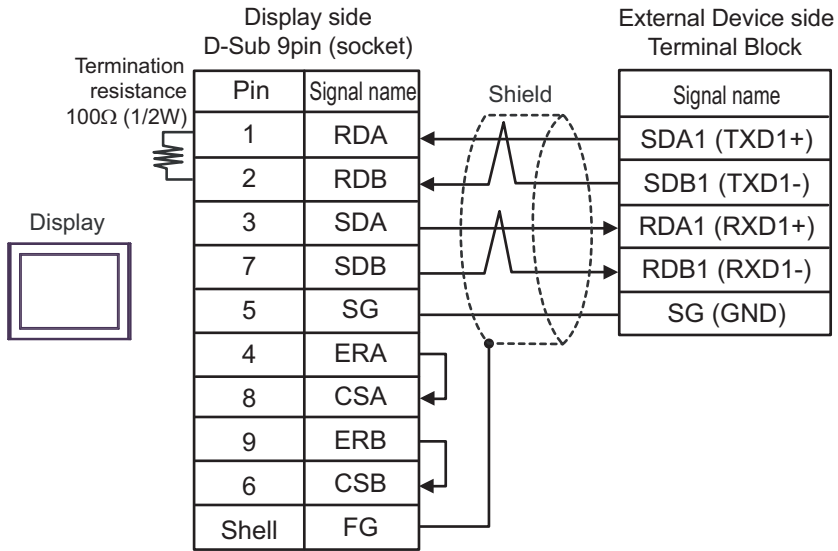 Display side
D-Sub 9pin (socket)
External Device side
Terminal Block
Termination
resistance
100Ω (1/2W)
Display
Shield
Pin Signal name
1 RDA
2 RDB
3 SDA
7 SDB
5 SG
4 ERA
8 CSA
9 ERB
6 CSB
Shell FG
Signal name
SDA1 (TXD1+)
SDB1 (TXD1-)
RDA1 (RXD1+)
RDB1 (RXD1-)
SG (GND)